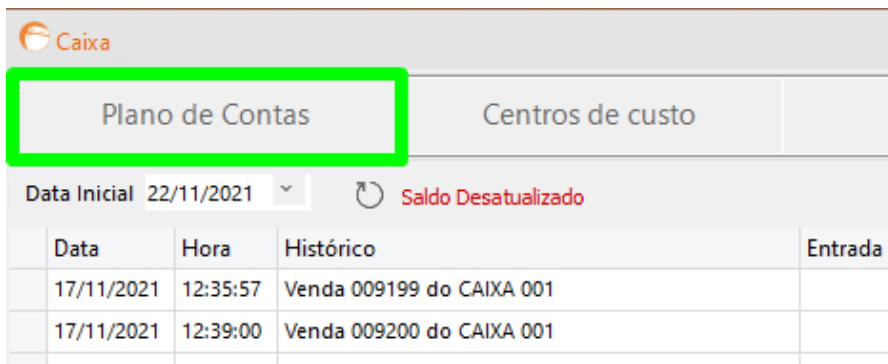 Caixa
Plano de Contas Centros de custo
Data Inicial 22/11/2021 Saldo Desatualizado
Data Hora Histórico Entrada
17/11/2021 12:35:57 Venda 009199 do CAIXA 001
17/11/2021 12:39:00 Venda 009200 do CAIXA 001